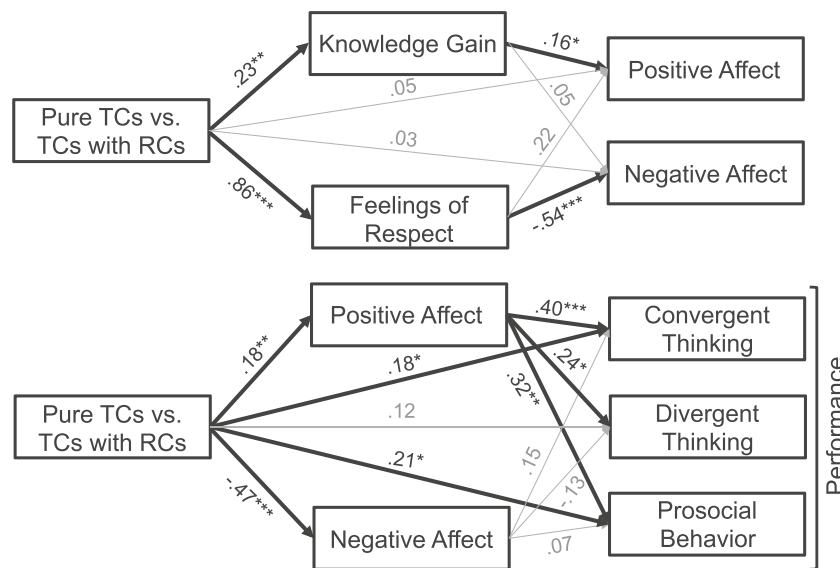 Knowledge Gain
.16*
Positive Affect
.23**
.05
.05
Pure TCs vs.
TCs with RCs
.03
.22
Negative Affect
.86***
Feelings of
Respect
-.54***
Positive Affect
.40***
Convergent
Thinking
.18**
.18*
.24*
.32**
Pure TCs vs.
TCs with RCs
.12
Divergent
Thinking
.21*
.15
-.13
-.47***
Negative Affect
.07
Prosocial
Behavior
Performance